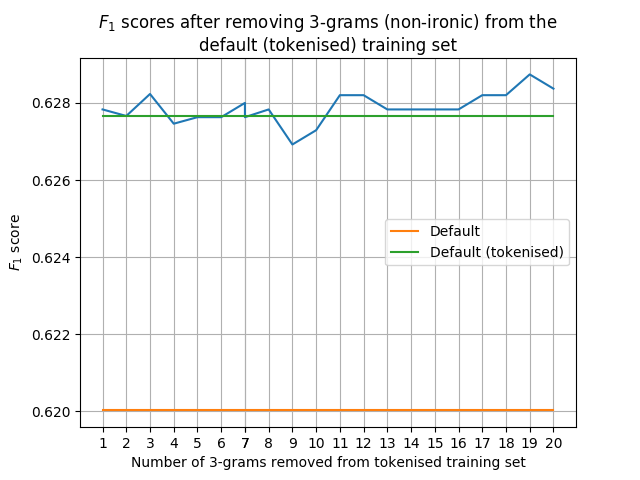 F₁ scores after removing 3-grams (non-ironic) from the
default (tokenised) training set
0.628
0.626
0.624
0.622
0.620
F₁ score
Default
Default (tokenised)
1 2 3 4 5 6 7 8 9 10 11 12 13 14 15 16 17 18 19 20
Number of 3-grams removed from tokenised training set